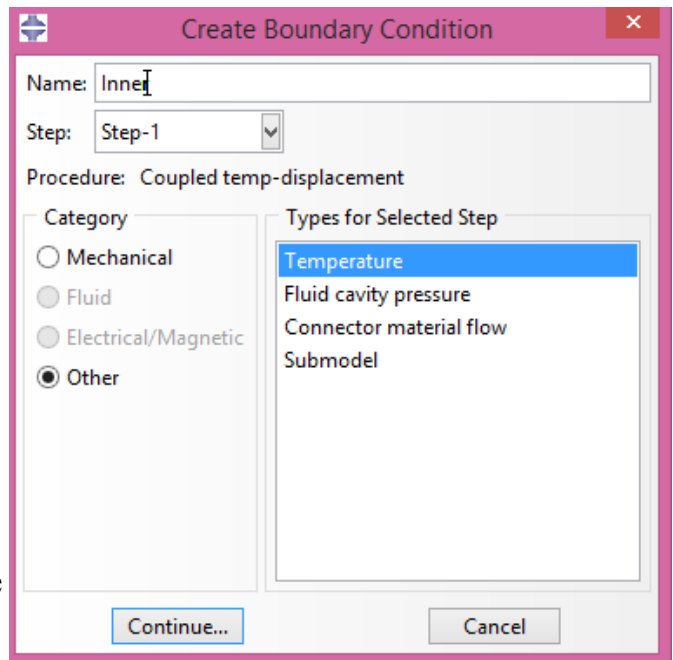 Create Boundary Condition
Name: Inner
Step: Step-1
Procedure: Coupled temp-displacement
Category
Mechanical
Fluid
Electrical/Magnetic
Other
Types for Selected Step
Temperature
Fluid cavity pressure
Connector material flow
Submodel
Continue... Cancel